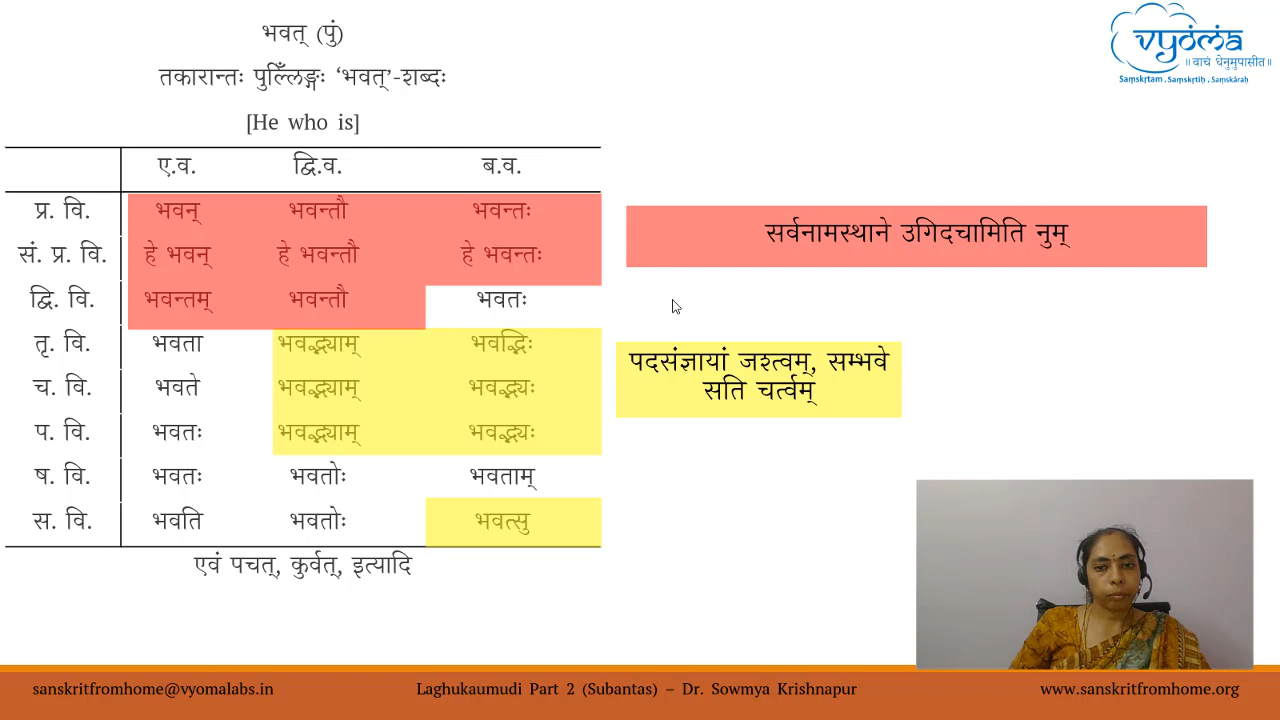 भवत् (पुं)
तकारान्तः पुल्लिँङ्गः ‘भवत्’-शब्दः
[He who is]
ए.व. द्वि.व. ब.व.
प्र. वि. भवन् भवन्तौ भवन्तः
सं. प्र. वि. हे भवन् हे भवन्तौ हे भवन्तः
द्वि. वि. भवन्तम् भवन्तौ भवतः
तृ. वि. भवता भवद्भ्याम् भवद्भिः
च. वि. भवते भवद्भ्याम् भवद्भ्यः
प. वि. भवतः भवद्भ्याम् भवद्भ्यः
ष. वि. भवतः भवतोः भवताम्
स. वि. भवति भवतोः भवत्सु
एवं पचत्, कुर्वत्, इत्यादि
सर्वनामस्थाने उगिदचामिति नुम्
पदसंज्ञायां जश्त्वम्, सम्भवे
सति चर्त्वम्
vyoma
॥वाचं धेनुमुपासीत॥
Saṃskṛtam . Saṃskṛtiḥ . Saṃskāraḥ
sanskritfromhome@vyomalabs.in Laghukaumudi Part 2 (Subantas) – Dr. Sowmya Krishnapur www.sanskritfromhome.org